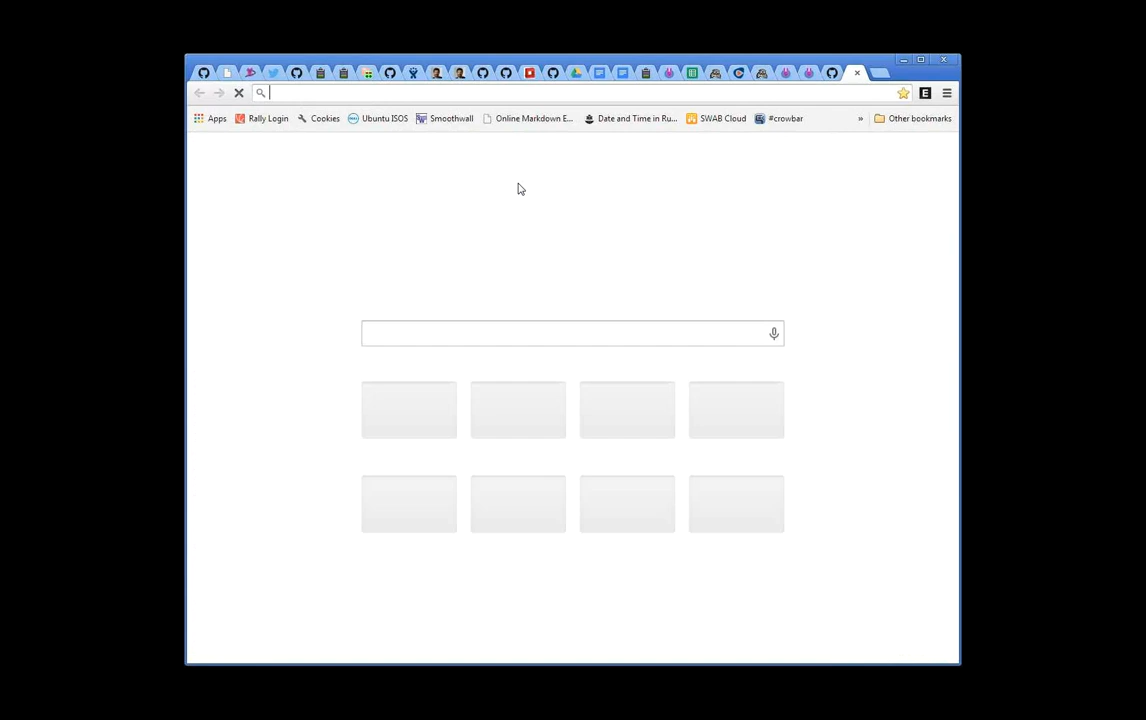 E
Apps Rally Login Cookies Ubuntu ISOS Smoothwall Online Markdown E... Date and Time in Ru... SWAB Cloud #crowbar » Other bookmarks